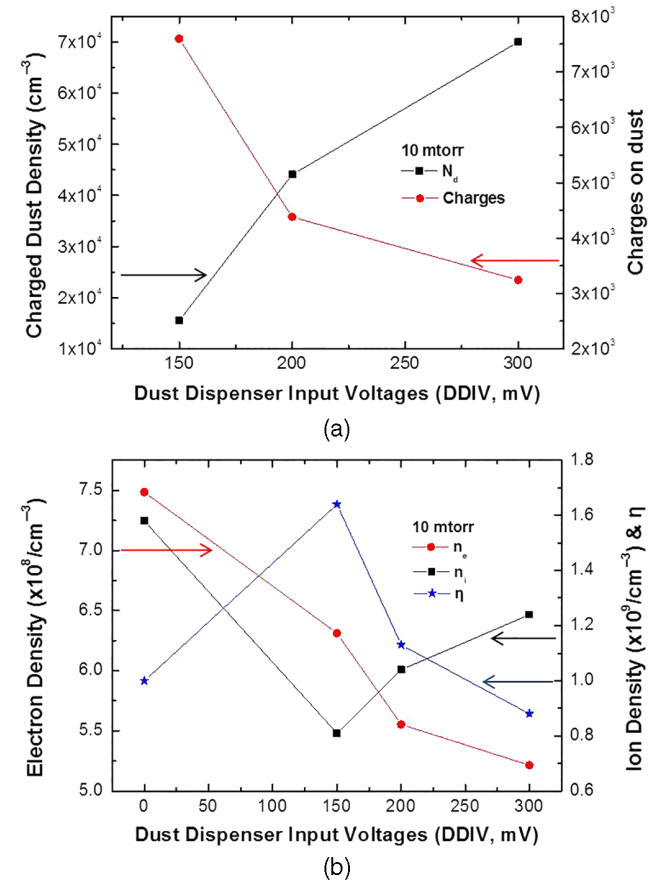 (a)
Charged Dust Density (cm⁻³)
7x10⁴
6x10⁴
5x10⁴
4x10⁴
3x10⁴
2x10⁴
1x10⁴
8x10³
7x10³
6x10³
5x10³
4x10³
3x10³
2x10³
Charges on dust
10 mtorr
N_d
Charges
150 200 250 300
Dust Dispenser Input Voltages (DDIV, mV)
(a)
Electron Density (x10⁸/cm⁻³)
7.5
7.0
6.5
6.0
5.5
5.0
1.8
1.6
1.4
1.2
1.0
0.8
0.6
Ion Density (x10⁹/cm⁻³) & η
10 mtorr
n_e
n_i
η
0 50 100 150 200 250 300
Dust Dispenser Input Voltages (DDIV, mV)
(b)